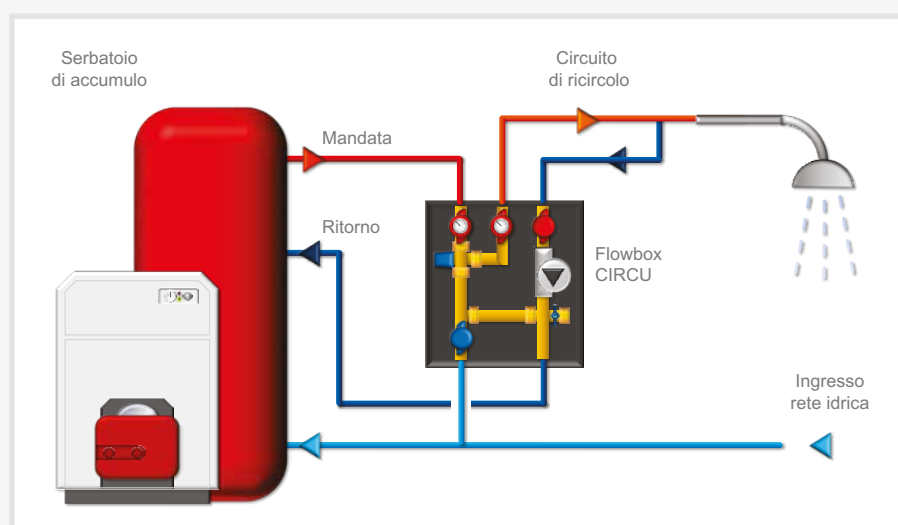 Serbatoio
di accumulo
Circuito
di ricircolo
Mandata
Ritorno
Flowbox
CIRCU
Ingresso
rete idrica